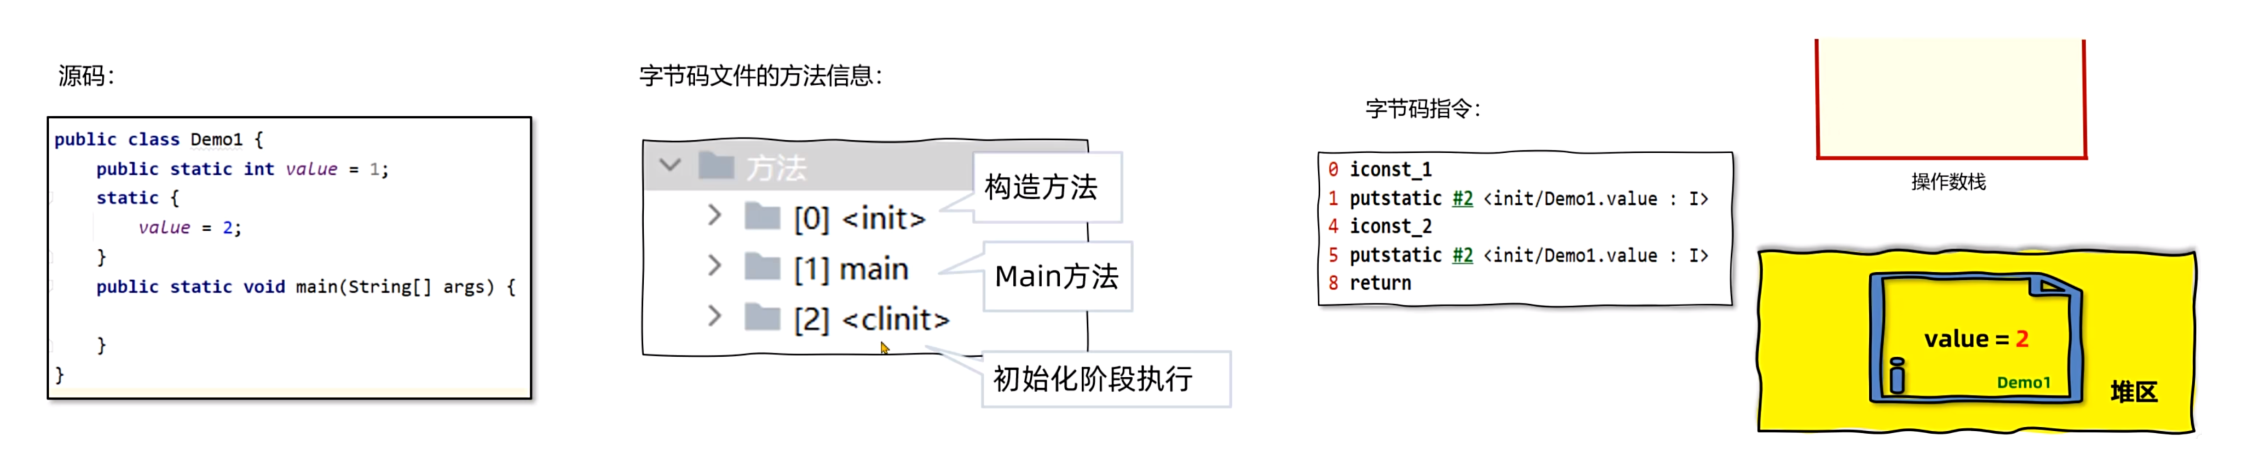 源码：
public class Demo1 {
public static int value = 1;
static {
value = 2;
}
public static void main(String[] args) {
}
}
字节码文件的方法信息：
方法
[0] <init>
构造方法
[1] main
Main方法
[2] <clinit>
初始化阶段执行
字节码指令：
0 iconst_1
1 putstatic #2 <init/Demo1.value : I>
4 iconst_2
5 putstatic #2 <init/Demo1.value : I>
8 return
操作数栈
value = 2
Demo1
堆区